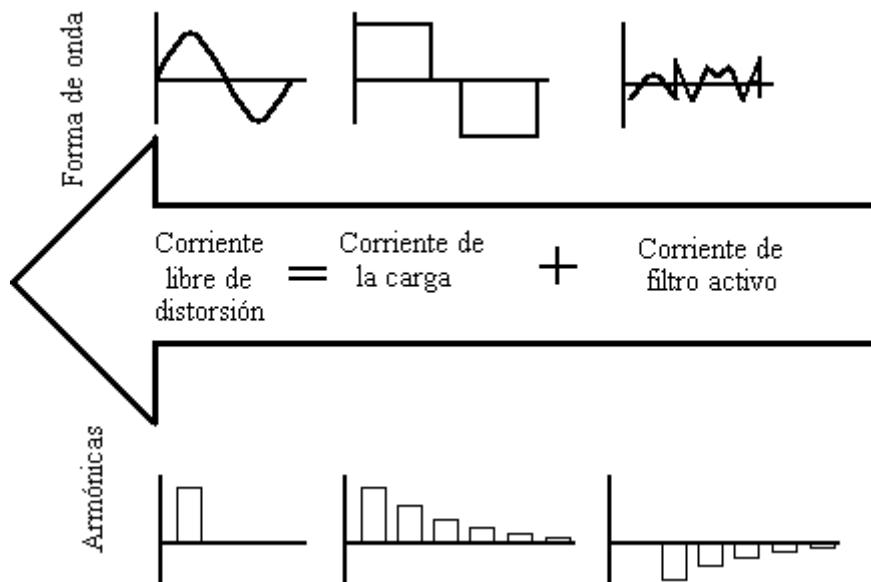 Forma de onda
Corriente
libre de
distorsión
=
Corriente de
la carga
+
Corriente de
filtro activo
Armónicas